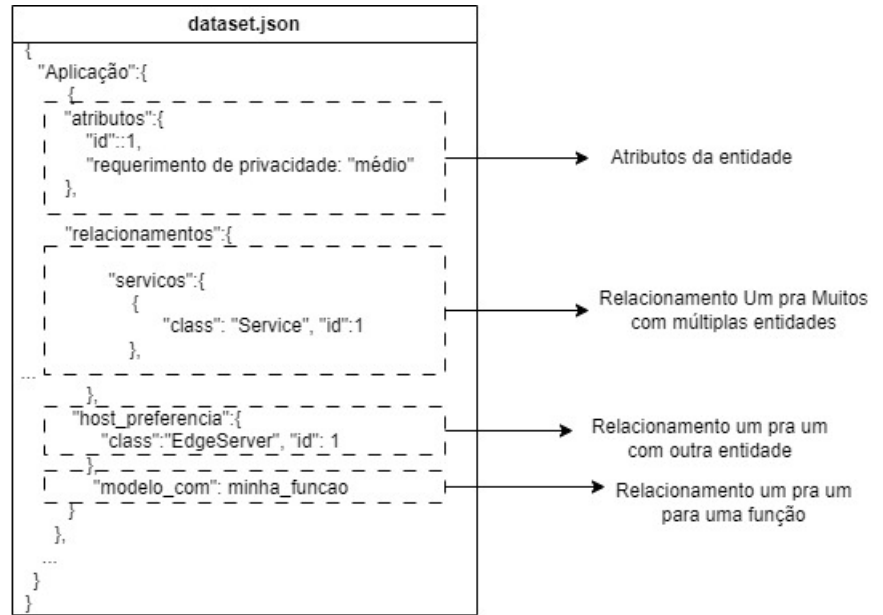 dataset.json
{
"Aplicação":{
{
"atributos":{
"id"::1,
"requerimento de privacidade: "médio"
},
Atributos da entidade
"relacionamentos":{
"servicos":{
{
"class": "Service", "id":1
},
Relacionamento Um pra Muitos
com múltiplas entidades
...
},
"host_preferencia":{
"class":"EdgeServer", "id": 1
},
Relacionamento um pra um
com outra entidade
"modelo_com": minha_funcao
Relacionamento um pra um
para uma função
}
},
...
}
}